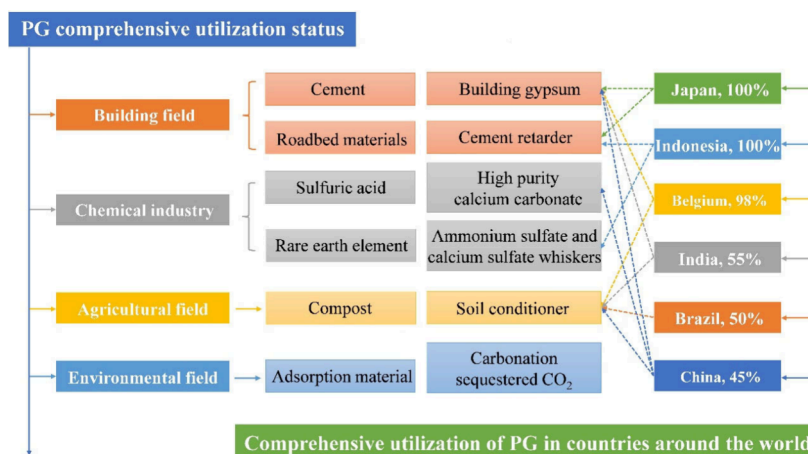 PG comprehensive utilization status
Building field
Cement
Building gypsum
Japan, 100%
Roadbed materials
Cement retarder
Indonesia, 100%
Chemical industry
Sulfuric acid
High purity
calcium carbonate
Belgium, 98%
Rare earth element
Ammonium sulfate and
calcium sulfate whiskers
India, 55%
Agricultural field
Compost
Soil conditioner
Brazil, 50%
Environmental field
Adsorption material
Carbonation
sequestered CO₂
China, 45%
Comprehensive utilization of PG in countries around the world